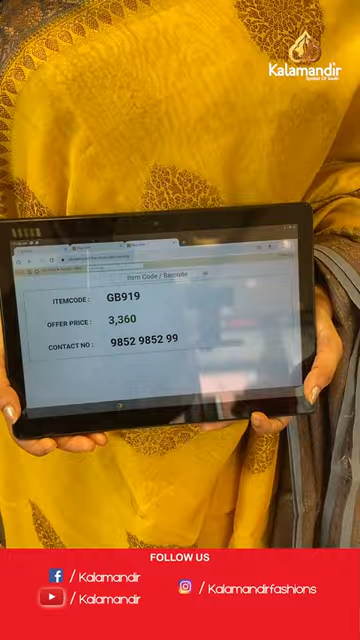 Kalamandir
Symbol Of Saree
Item Code / Barcode
ITEMCODE : GB919
OFFER PRICE : 3,360
CONTACT NO : 9852 9852 99
FOLLOW US
/ Kalamandir
/ Kalamandirfashions
/ Kalamandir